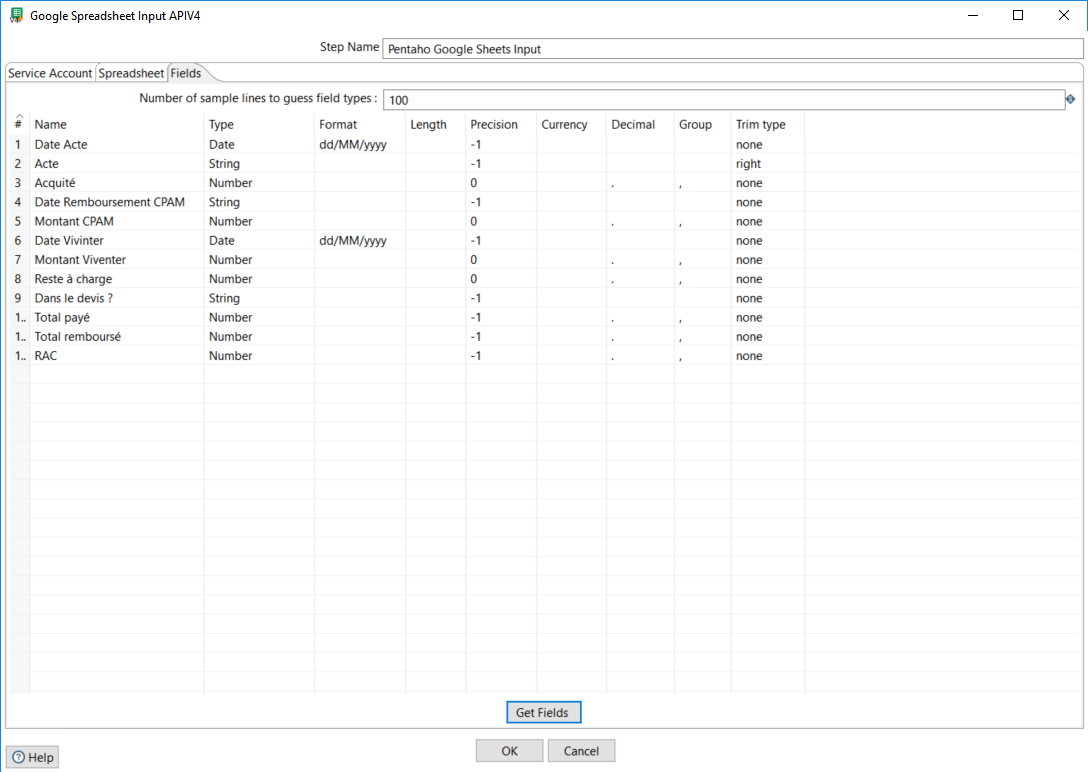 Google Spreadsheet Input APIV4
Step Name Pentaho Google Sheets Input
Service Account Spreadsheet Fields
Number of sample lines to guess field types : 100
# Name Type Format Length Precision Currency Decimal Group Trim type
1 Date Acte Date dd/MM/yyyy -1 none
2 Acte String -1 right
3 Acquité Number 0 . , none
4 Date Remboursement CPAM String -1 none
5 Montant CPAM Number 0 . , none
6 Date Vivinter Date dd/MM/yyyy -1 none
7 Montant Viventer Number 0 . , none
8 Reste à charge Number 0 . , none
9 Dans le devis ? String -1 none
1.. Total payé Number -1 . , none
1.. Total remboursé Number -1 . , none
1.. RAC Number -1 . , none
Get Fields
OK Cancel
Help